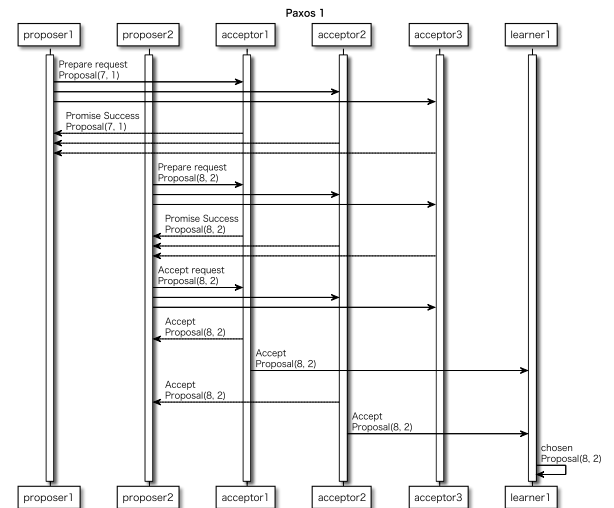 Paxos 1
proposer1
proposer2
acceptor1
acceptor2
acceptor3
learner1
Prepare request
Proposal(7, 1)
Promise Success
Proposal(7, 1)
Prepare request
Proposal(8, 2)
Promise Success
Proposal(8, 2)
Accept request
Proposal(8, 2)
Accept
Proposal(8, 2)
Accept
Proposal(8, 2)
Accept
Proposal(8, 2)
Accept
Proposal(8, 2)
chosen
Proposal(8, 2)
proposer1
proposer2
acceptor1
acceptor2
acceptor3
learner1